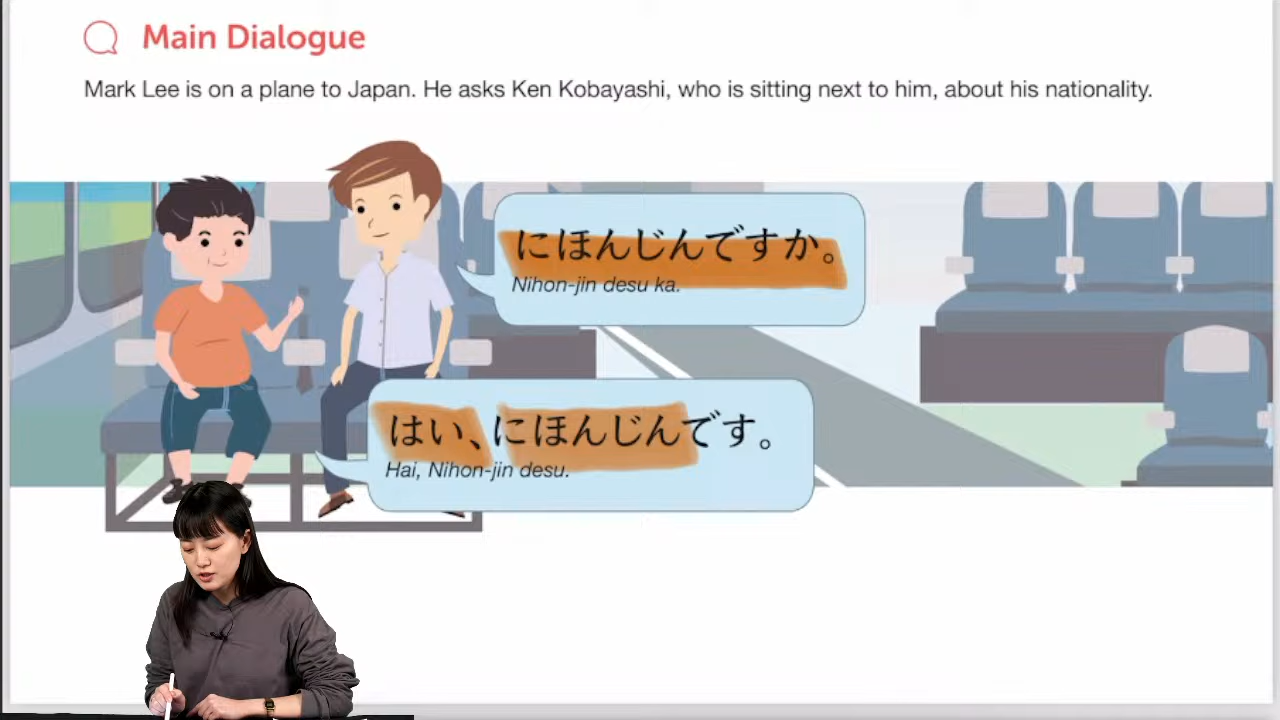 Main Dialogue
Mark Lee is on a plane to Japan. He asks Ken Kobayashi, who is sitting next to him, about his nationality.
にほんじんですか。
Nihon-jin desu ka.
はい、にほんじんです。
Hai, Nihon-jin desu.